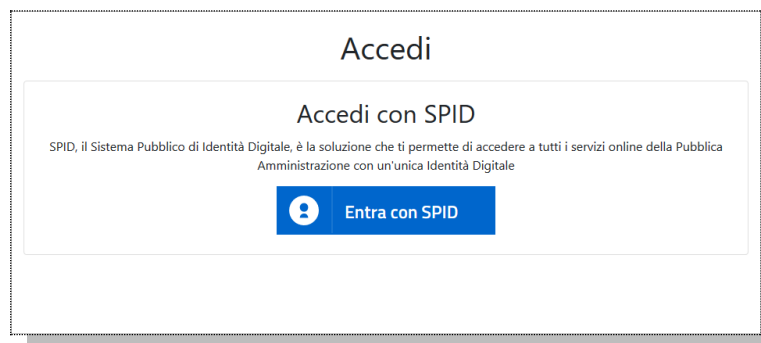 Accedi
Accedi con SPID
SPID, il Sistema Pubblico di Identità Digitale, è la soluzione che ti permette di accedere a tutti i servizi online della Pubblica
Amministrazione con un'unica Identità Digitale
Entra con SPID